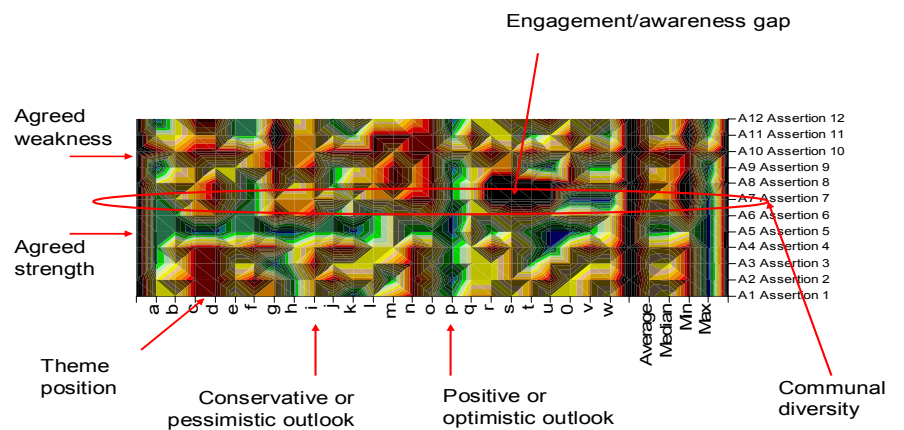 Engagement/awareness gap
Agreed
weakness
A12 Assertion 12
A11 Assertion 11
A10 Assertion 10
A9 Assertion 9
A8 Assertion 8
A7 Assertion 7
A6 Assertion 6
A5 Assertion 5
A4 Assertion 4
A3 Assertion 3
A2 Assertion 2
A1 Assertion 1
Agreed
strength
a b c d e f g h i j k l m n o p q r s t u 0 v w Average Median Min Max
Theme
position
Conservative or
pessimistic outlook
Positive or
optimistic outlook
Communal
diversity